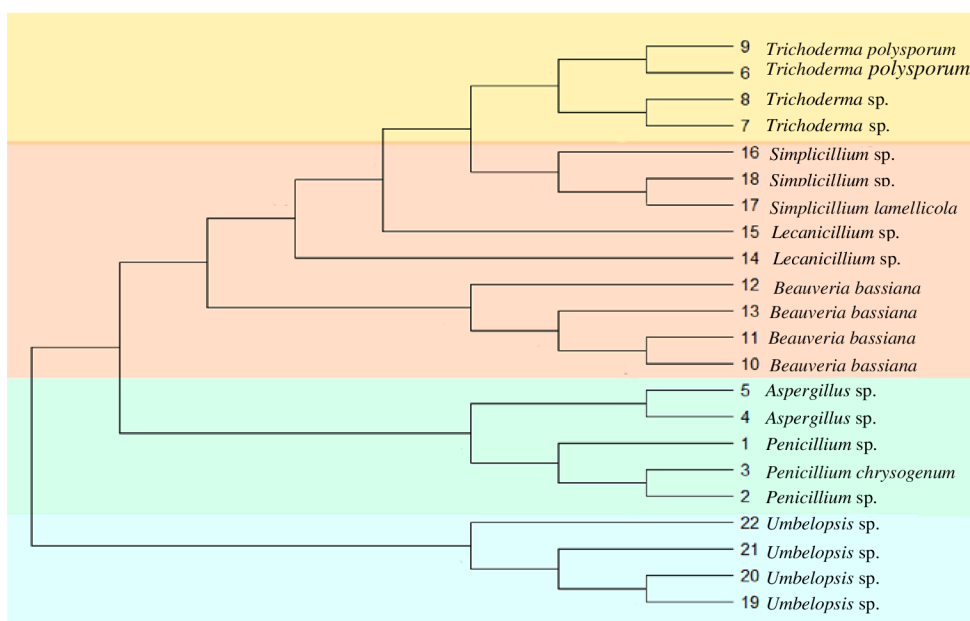 9 Trichoderma polysporum
6 Trichoderma polysporum
8 Trichoderma sp.
7 Trichoderma sp.
16 Simplicillium sp.
18 Simplicillium sp.
17 Simplicillium lamellicola
15 Lecanicillium sp.
14 Lecanicillium sp.
12 Beauveria bassiana
13 Beauveria bassiana
11 Beauveria bassiana
10 Beauveria bassiana
5 Aspergillus sp.
4 Aspergillus sp.
1 Penicillium sp.
3 Penicillium chrysogenum
2 Penicillium sp.
22 Umbelopsis sp.
21 Umbelopsis sp.
20 Umbelopsis sp.
19 Umbelopsis sp.